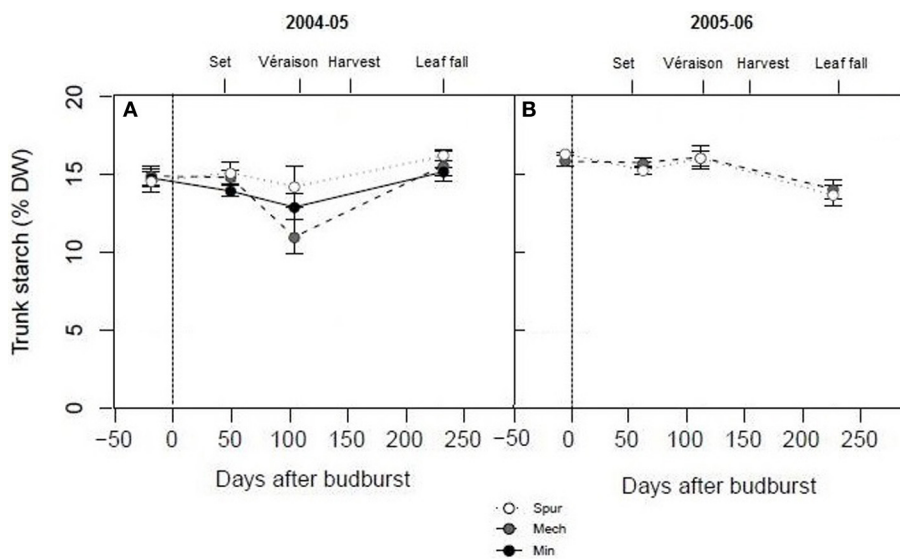 2004-05 2005-06
Set Véraison Harvest Leaf fall Set Véraison Harvest Leaf fall
A B
20
15
10
5
0
Trunk starch (% DW)
−50 0 50 100 150 200 250 −50 0 50 100 150 200 250
Days after budburst Days after budburst
Spur
Mech
Min